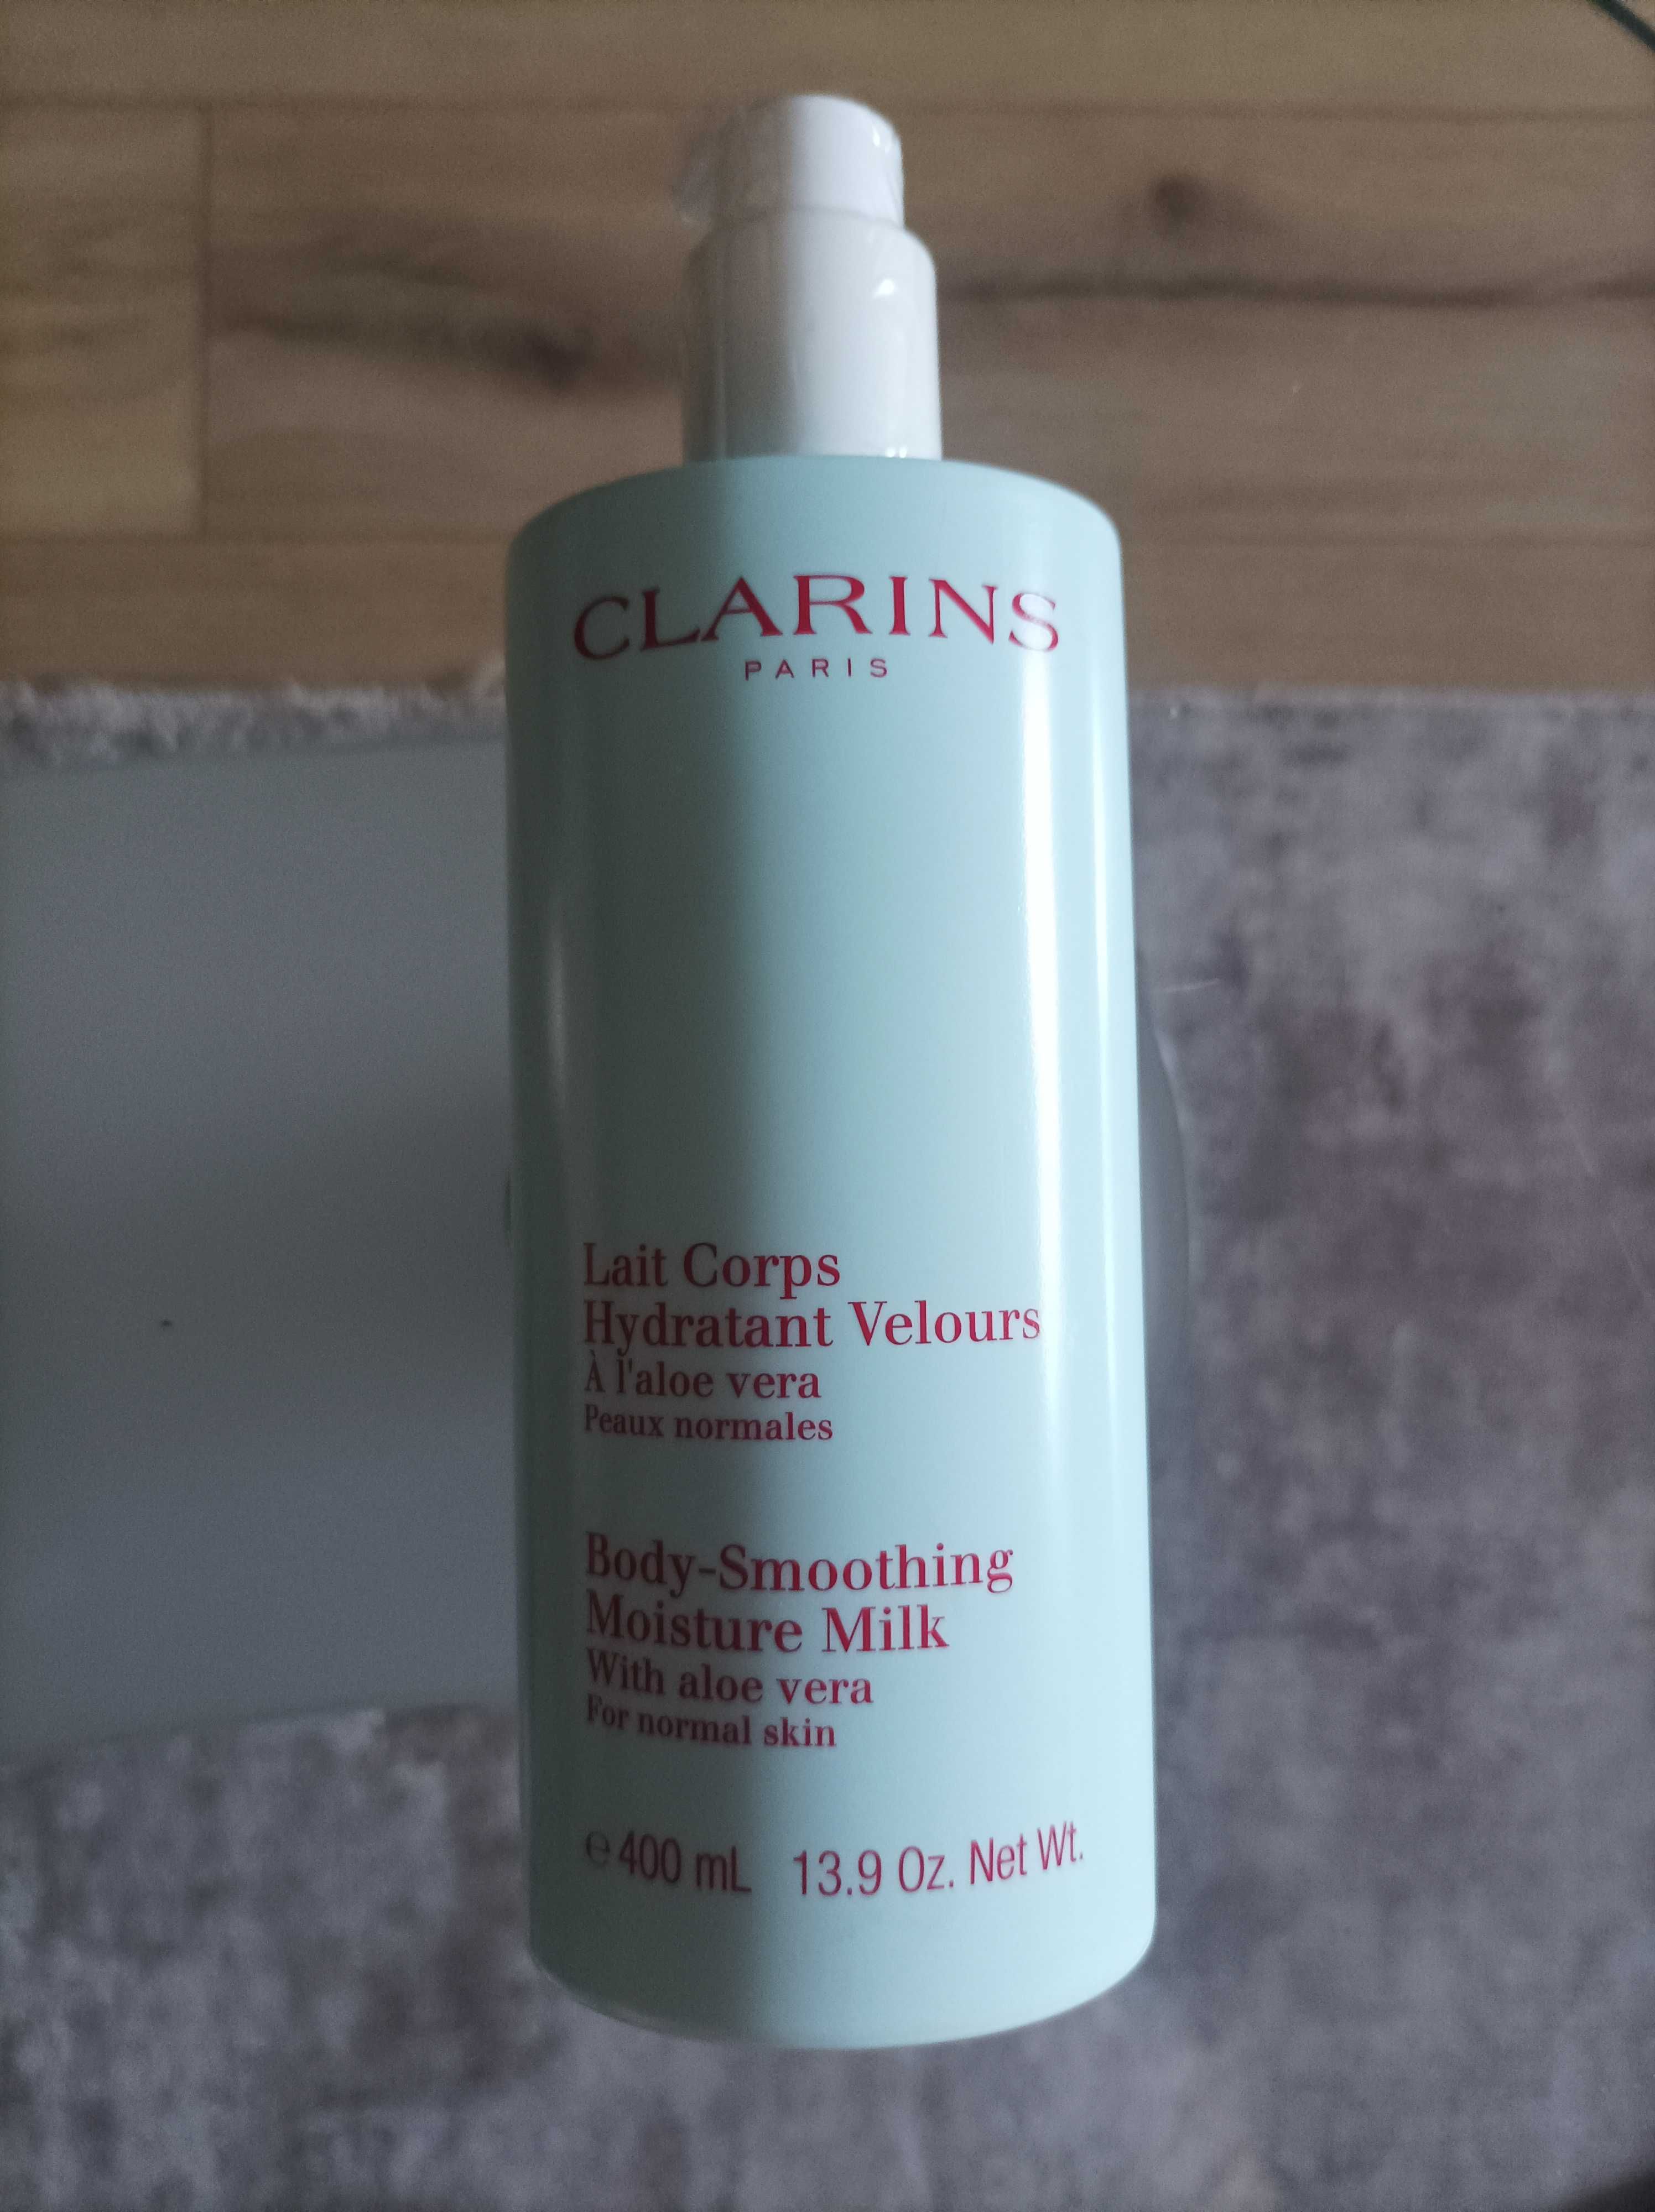 CLARINS
PARIS
Lait Corps
Hydratant Velours
À l'aloe vera
Peaux normales
Body-Smoothing
Moisture Milk
With aloe vera
For normal skin
℮ 400 mL 13.9 Oz. Net Wt.